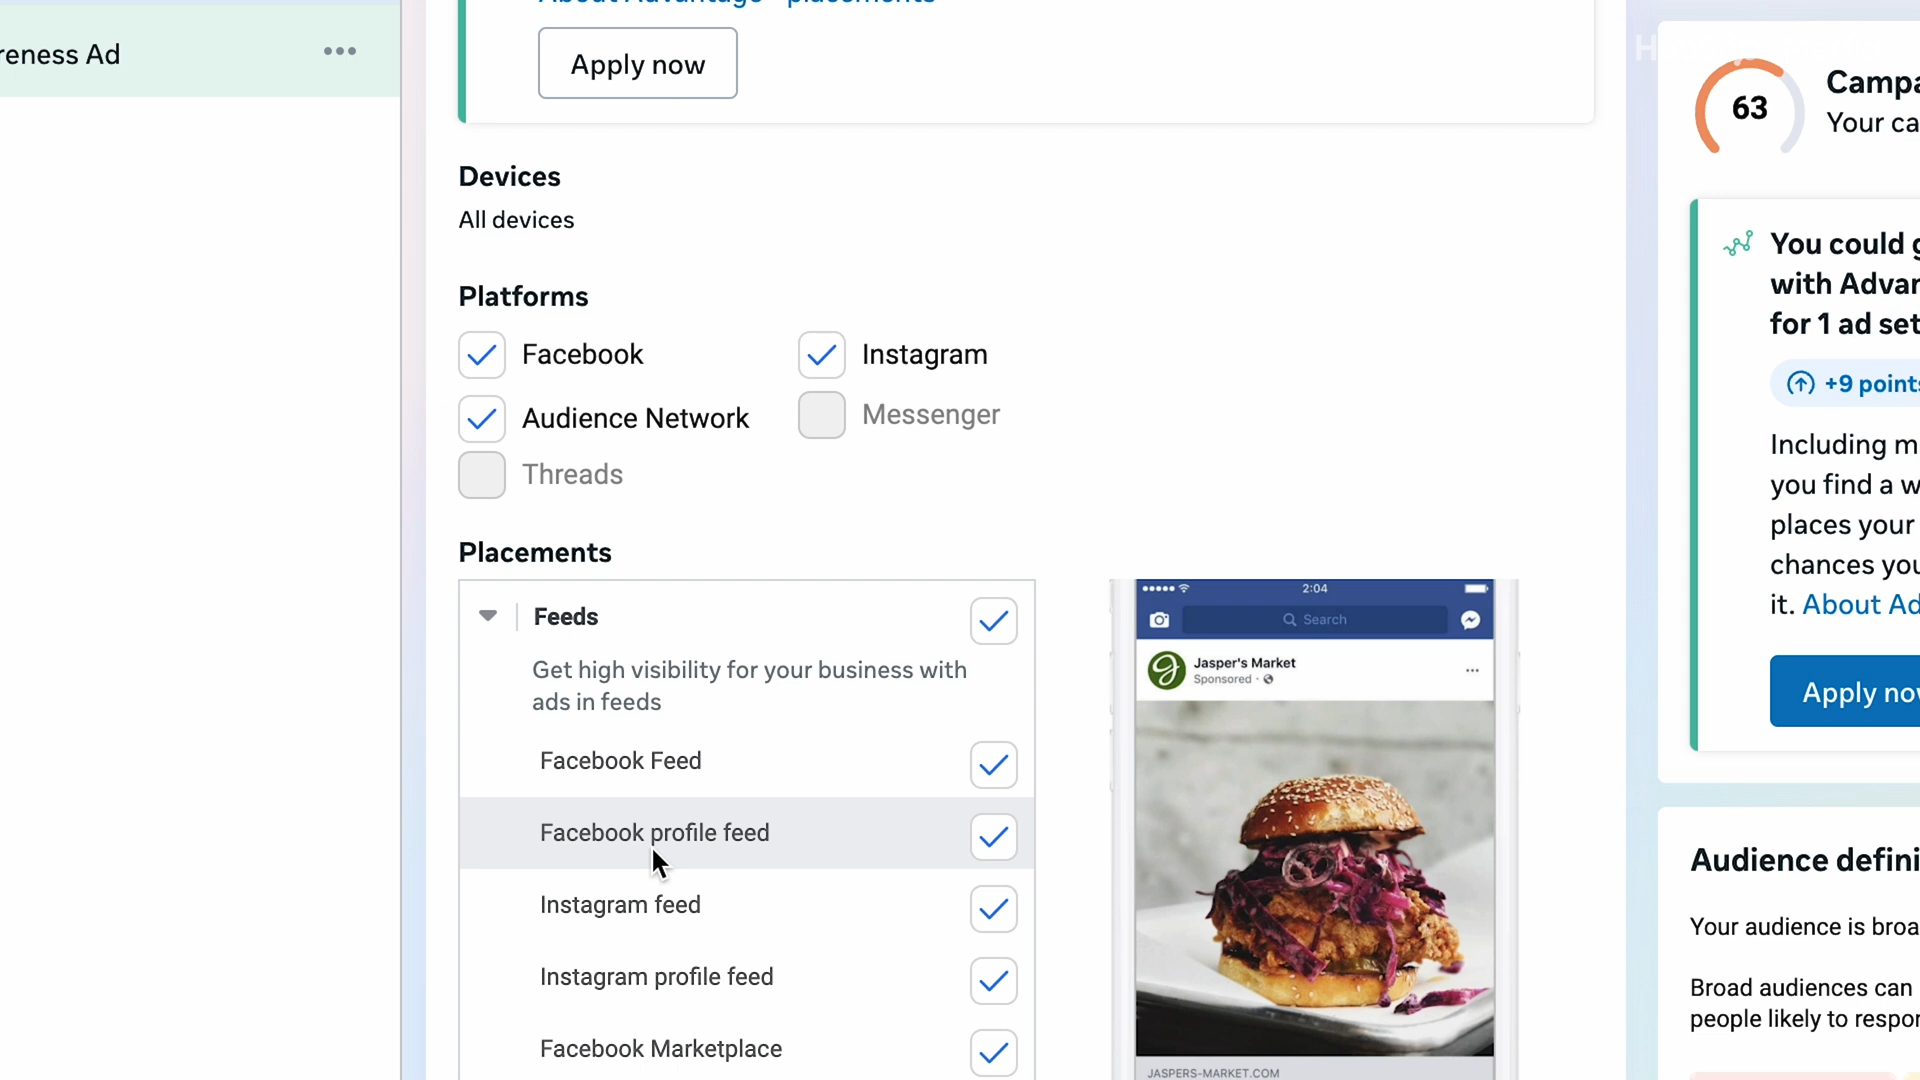 reness Ad
Apply now
Devices
All devices
Platforms
Facebook
Instagram
Audience Network
Messenger
Threads
Placements
Feeds
Get high visibility for your business with
ads in feeds
Facebook Feed
Facebook profile feed
Instagram feed
Instagram profile feed
Facebook Marketplace
2:04
Search
Jasper's Market
Sponsored
JASPERS-MARKET.COM
63
Campa
Your ca
You could g
with Advan
for 1 ad set
+9 points
Including m
you find a w
places your
chances you
it. About Ad
Apply now
Audience defini
Your audience is broa
Broad audiences can
people likely to respon